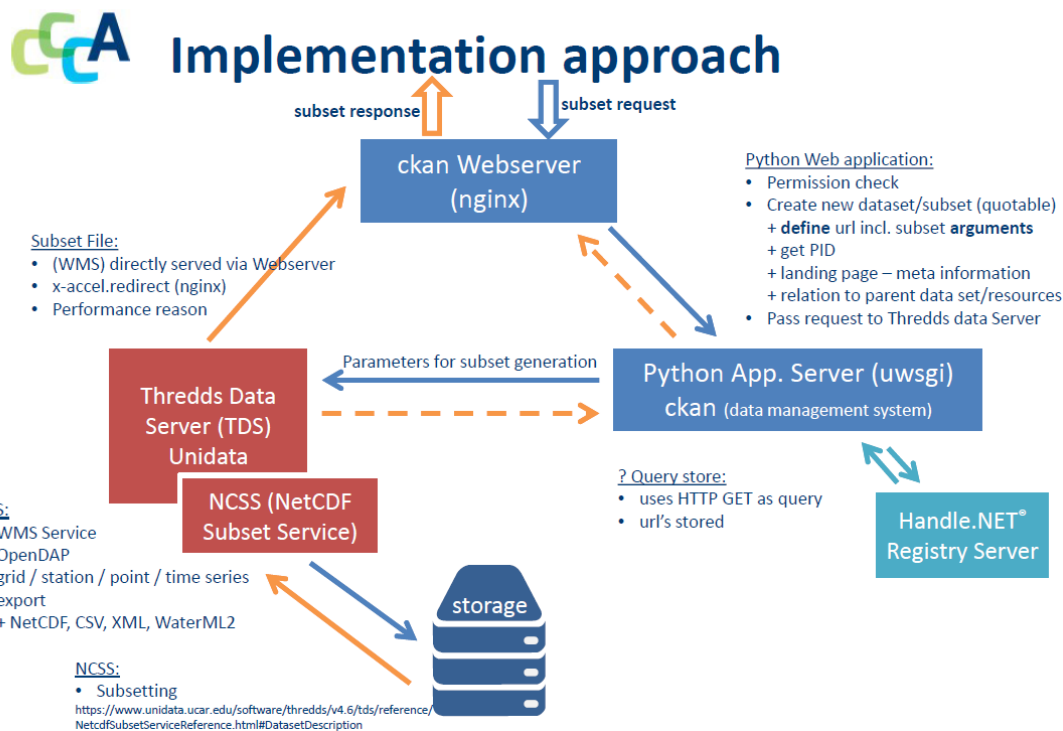 CCCA
Implementation approach
subset response
subset request
ckan Webserver
(nginx)
Python Web application:
• Permission check
• Create new dataset/subset (quotable)
+ define url incl. subset arguments
+ get PID
+ landing page – meta information
+ relation to parent data set/resources
• Pass request to Thredds data Server
Subset File:
• (WMS) directly served via Webserver
• x-accel.redirect (nginx)
• Performance reason
Parameters for subset generation
Thredds Data
Server (TDS)
Unidata
Python App. Server (uwsgi)
ckan (data management system)
NCSS (NetCDF
Subset Service)
? Query store:
• uses HTTP GET as query
• url's stored
Handle.NET®
Registry Server
S:
WMS Service
OpenDAP
grid / station / point / time series
export
+ NetCDF, CSV, XML, WaterML2
storage
NCSS:
• Subsetting
https://www.unidata.ucar.edu/software/thredds/v4.6/tds/reference/
NetcdfSubsetServiceReference.html#DatasetDescription